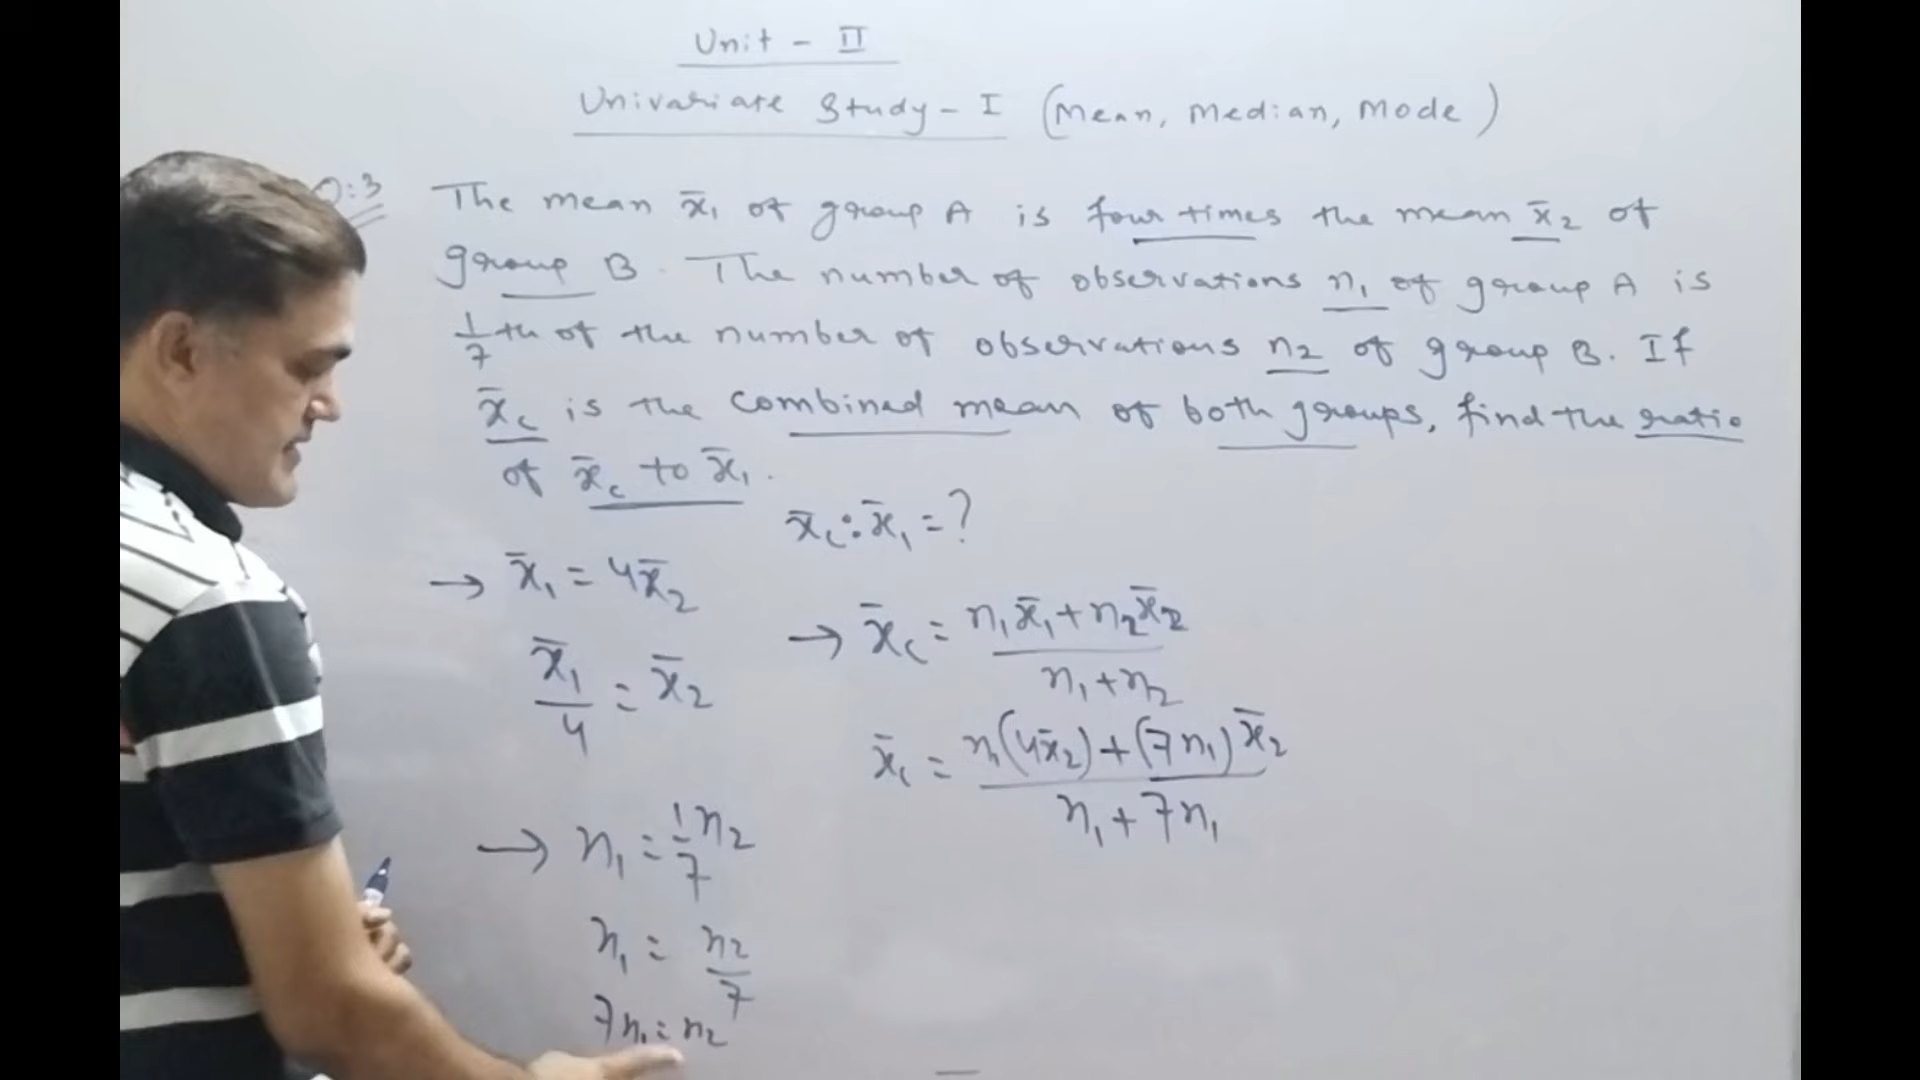 Unit - II
Univariate Study - I (Mean, Median, Mode)
Q:3 The mean x̄₁ of group A is four times the mean x̄₂ of
group B. The number of observations n₁ of group A is
1/7 th of the number of observations n₂ of group B. If
x̄c is the combined mean of both groups, find the ratio
of x̄c to x̄₁.
x̄c : x̄₁ = ?
→ x̄₁ = 4x̄₂
x̄₁/4 = x̄₂
→ n₁ = 1/7 n₂
n₁ = n₂/7
7n₁ = n₂
→ x̄c = n₁x̄₁ + n₂x̄₂ / n₁ + n₂
x̄c = n₁(4x̄₂) + (7n₁)x̄₂ / n₁ + 7n₁